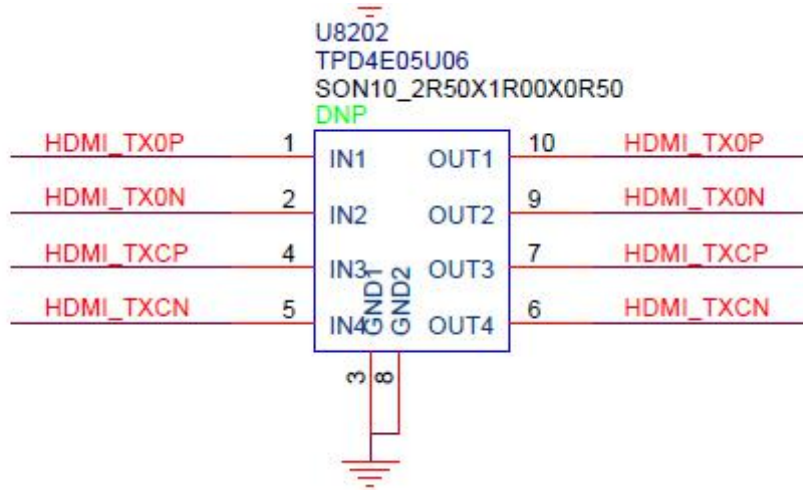 U8202
TPD4E05U06
SON10_2R50X1R00X0R50
DNP
HDMI_TX0P 1 IN1 OUT1 10 HDMI_TX0P
HDMI_TX0N 2 IN2 OUT2 9 HDMI_TX0N
HDMI_TXCP 4 IN3 OUT3 7 HDMI_TXCP
HDMI_TXCN 5 IN4 OUT4 6 HDMI_TXCN
GND1
GND2
3
8